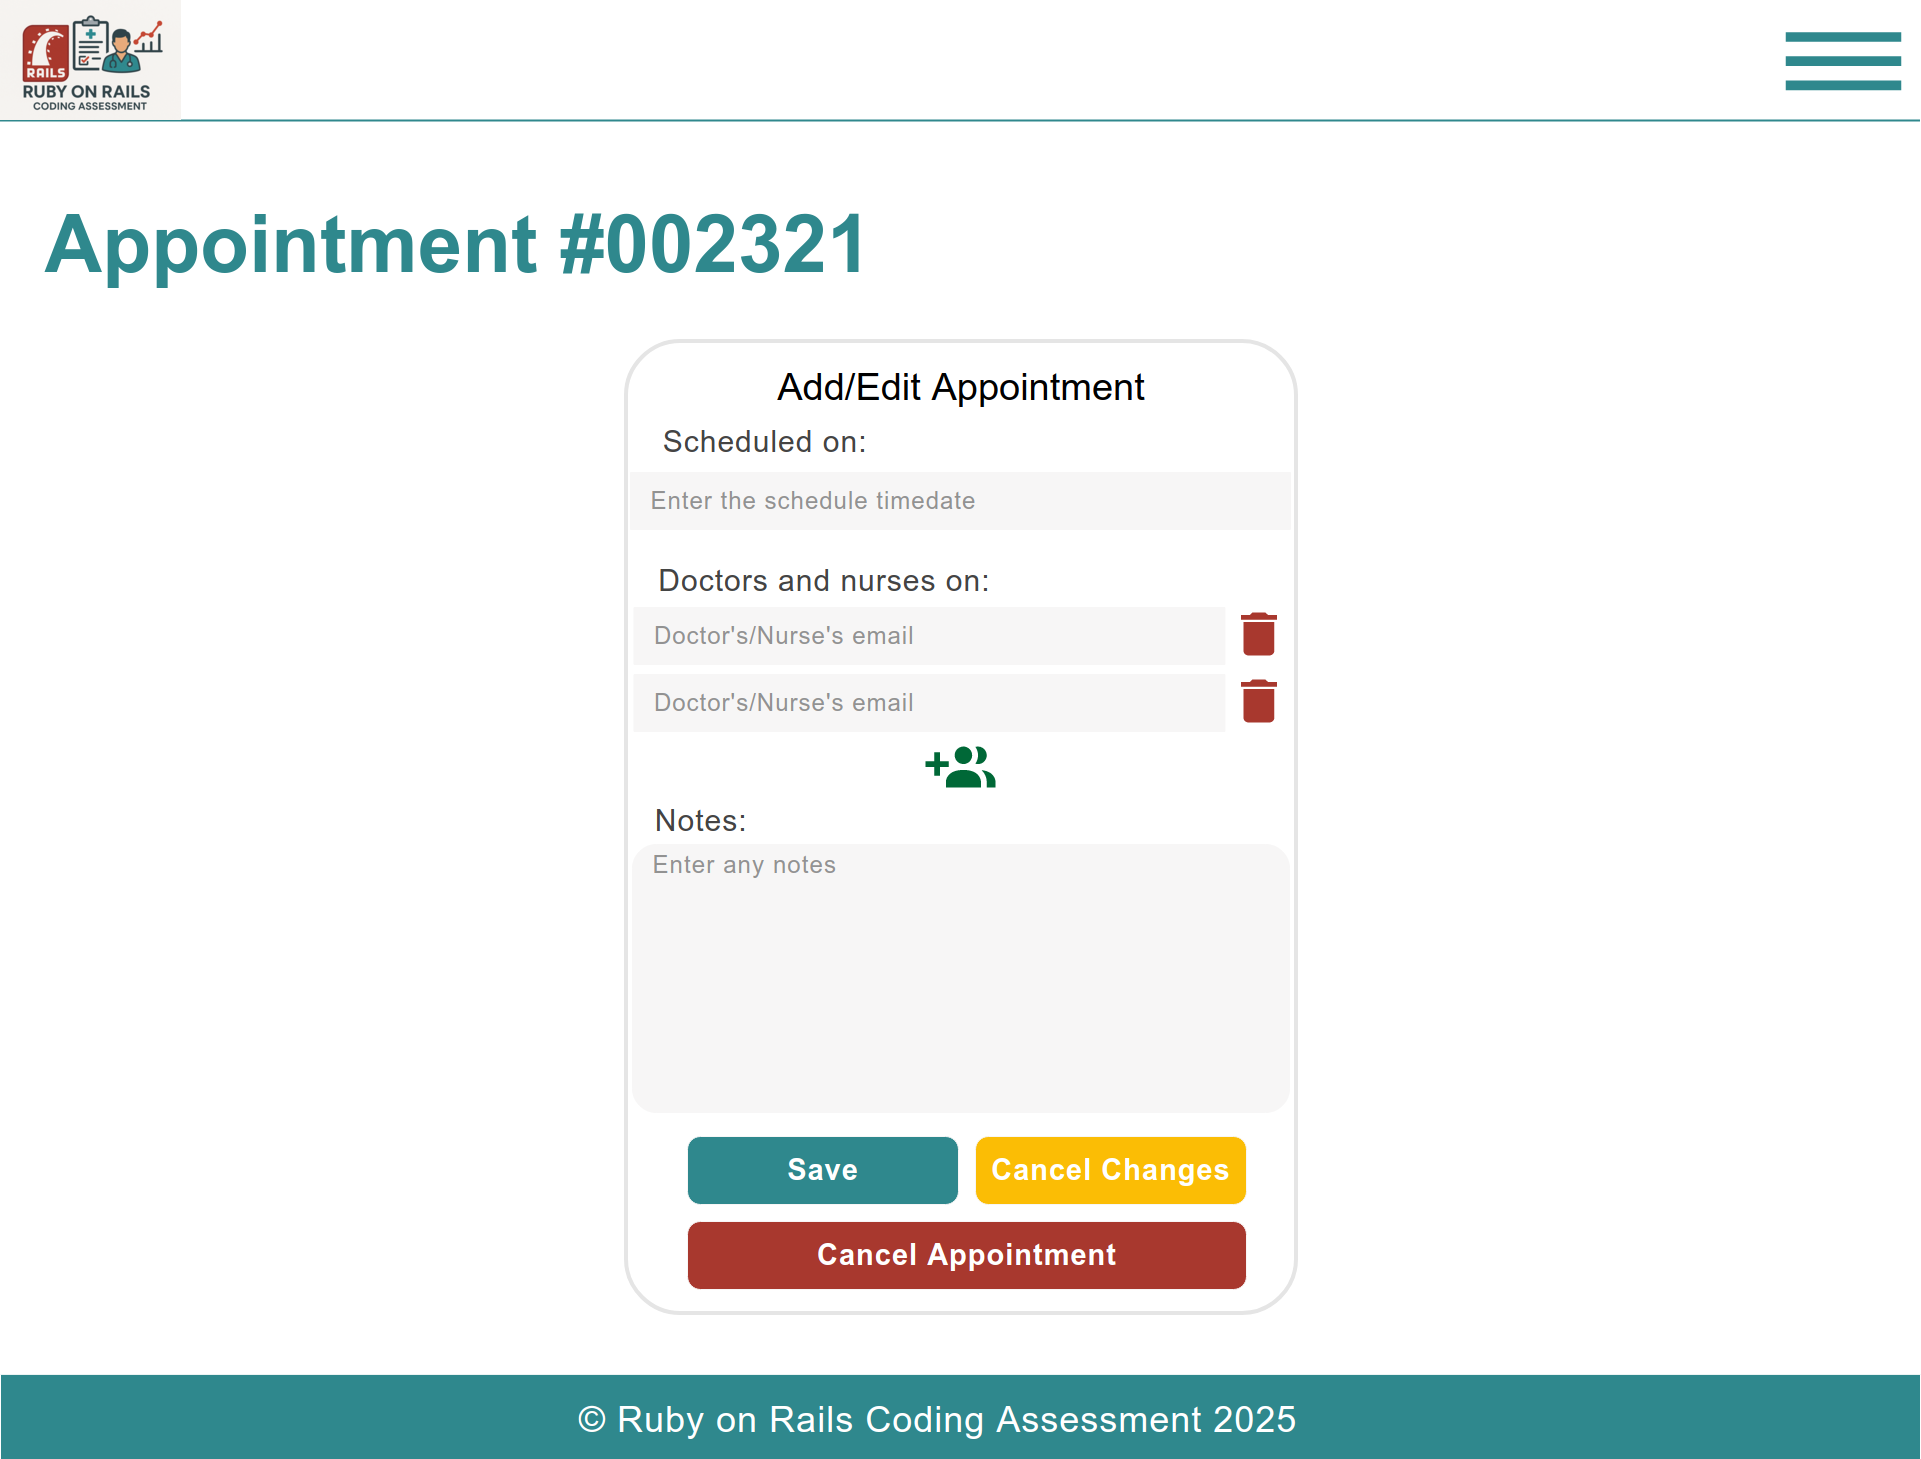 RAILS
RUBY ON RAILS
CODING ASSESSMENT
Appointment #002321
Add/Edit Appointment
Scheduled on:
Enter the schedule timedate
Doctors and nurses on:
Doctor's/Nurse's email
Doctor's/Nurse's email
Notes:
Enter any notes
Save
Cancel Changes
Cancel Appointment
© Ruby on Rails Coding Assessment 2025